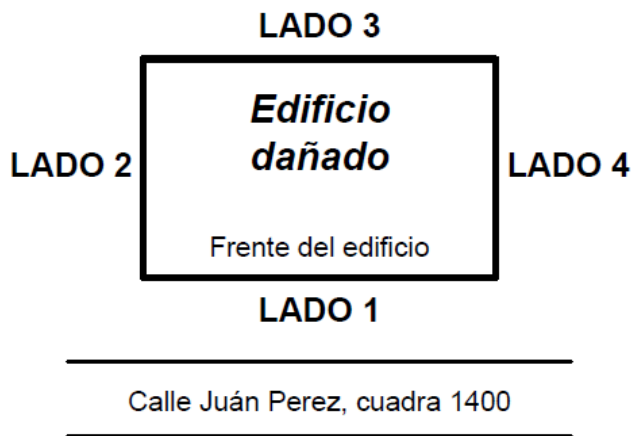 LADO 3
Edificio
dañado
LADO 2
LADO 4
Frente del edificio
LADO 1
Calle Juán Perez, cuadra 1400